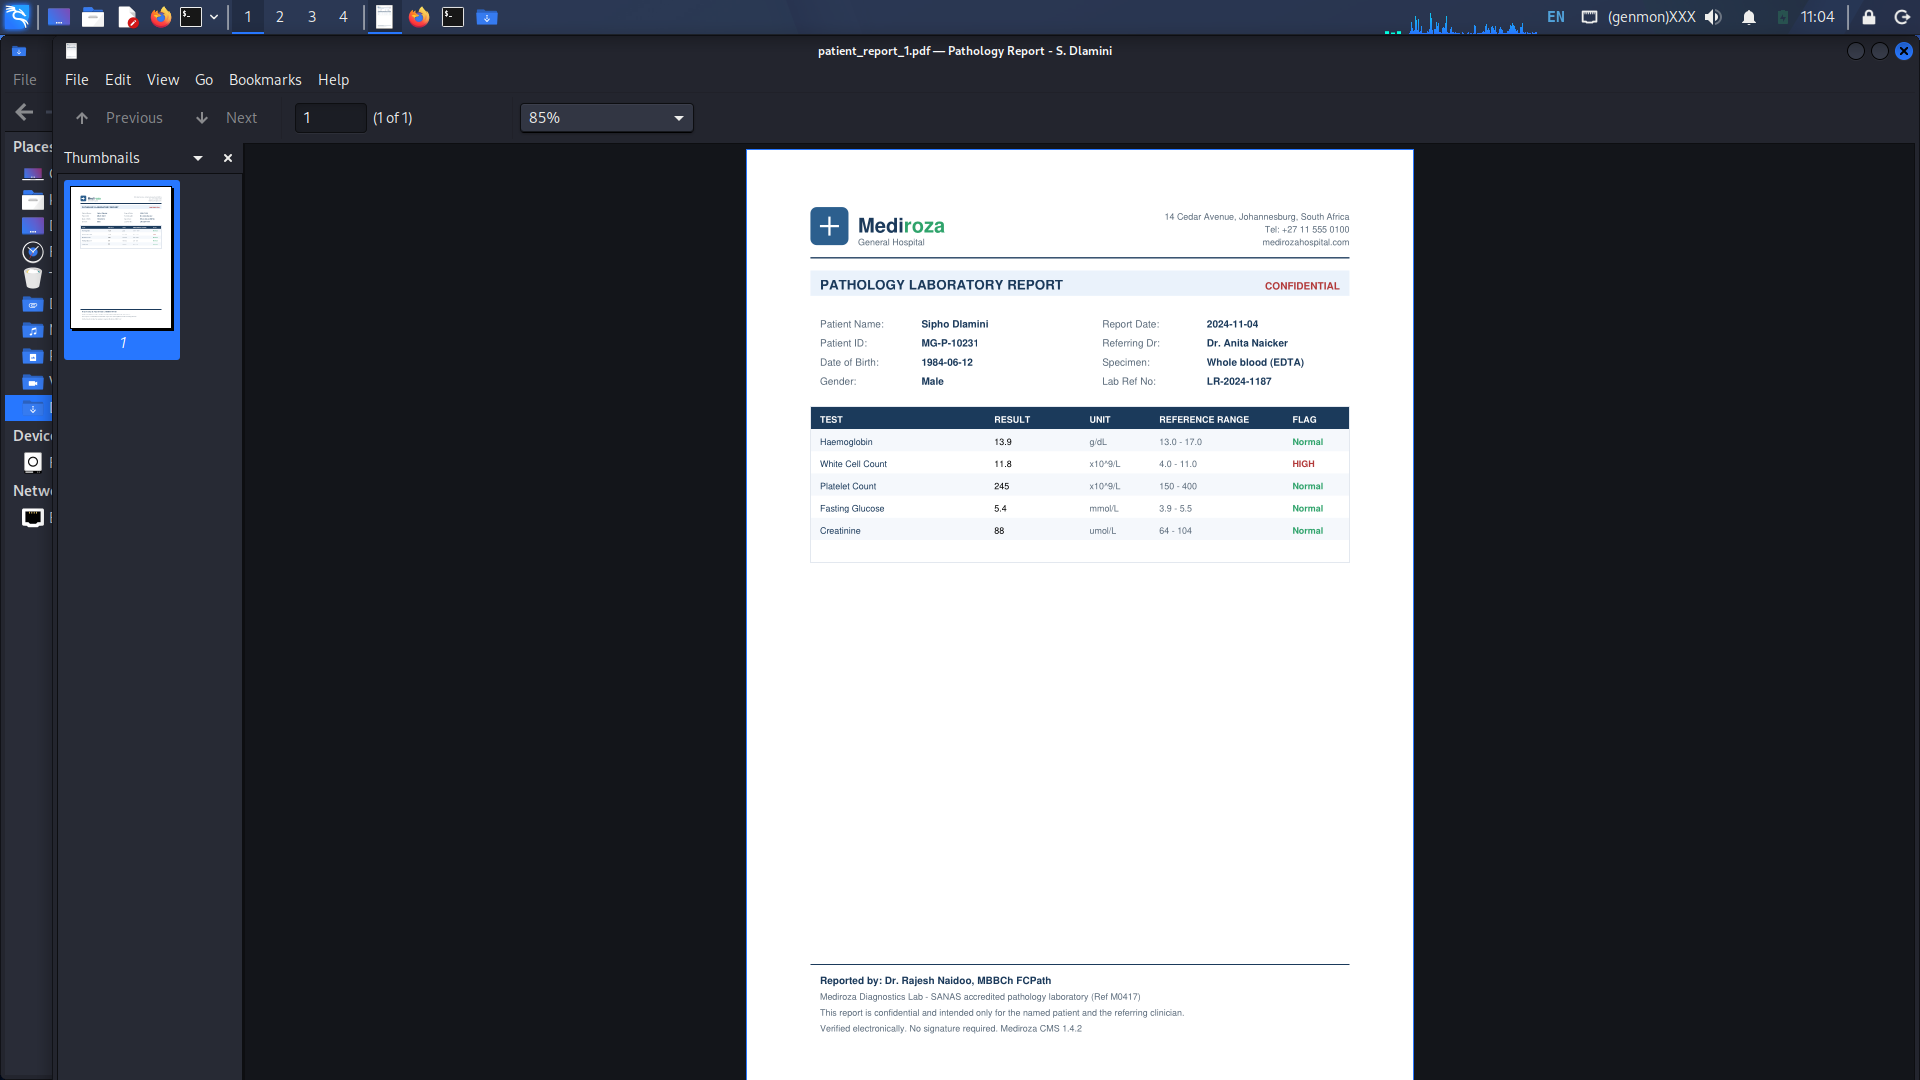 1 2 3 4 EN (genmon)XXX 11:04
patient_report_1.pdf — Pathology Report - S. Dlamini
File
File Edit View Go Bookmarks Help
Previous Next 1 (1 of 1) 85%
Places
Thumbnails
1
Devic
Netwo
Mediroza
General Hospital
14 Cedar Avenue, Johannesburg, South Africa
Tel: +27 11 555 0100
medirozahospital.com
PATHOLOGY LABORATORY REPORT CONFIDENTIAL
Patient Name: Sipho Dlamini Report Date: 2024-11-04
Patient ID: MG-P-10231 Referring Dr: Dr. Anita Naicker
Date of Birth: 1984-06-12 Specimen: Whole blood (EDTA)
Gender: Male Lab Ref No: LR-2024-1187
TEST RESULT UNIT REFERENCE RANGE FLAG
Haemoglobin 13.9 g/dL 13.0 - 17.0 Normal
White Cell Count 11.8 x10^9/L 4.0 - 11.0 HIGH
Platelet Count 245 x10^9/L 150 - 400 Normal
Fasting Glucose 5.4 mmol/L 3.9 - 5.5 Normal
Creatinine 88 umol/L 64 - 104 Normal
Reported by: Dr. Rajesh Naidoo, MBBCh FCPath
Mediroza Diagnostics Lab - SANAS accredited pathology laboratory (Ref M0417)
This report is confidential and intended only for the named patient and the referring clinician.
Verified electronically. No signature required. Mediroza CMS 1.4.2